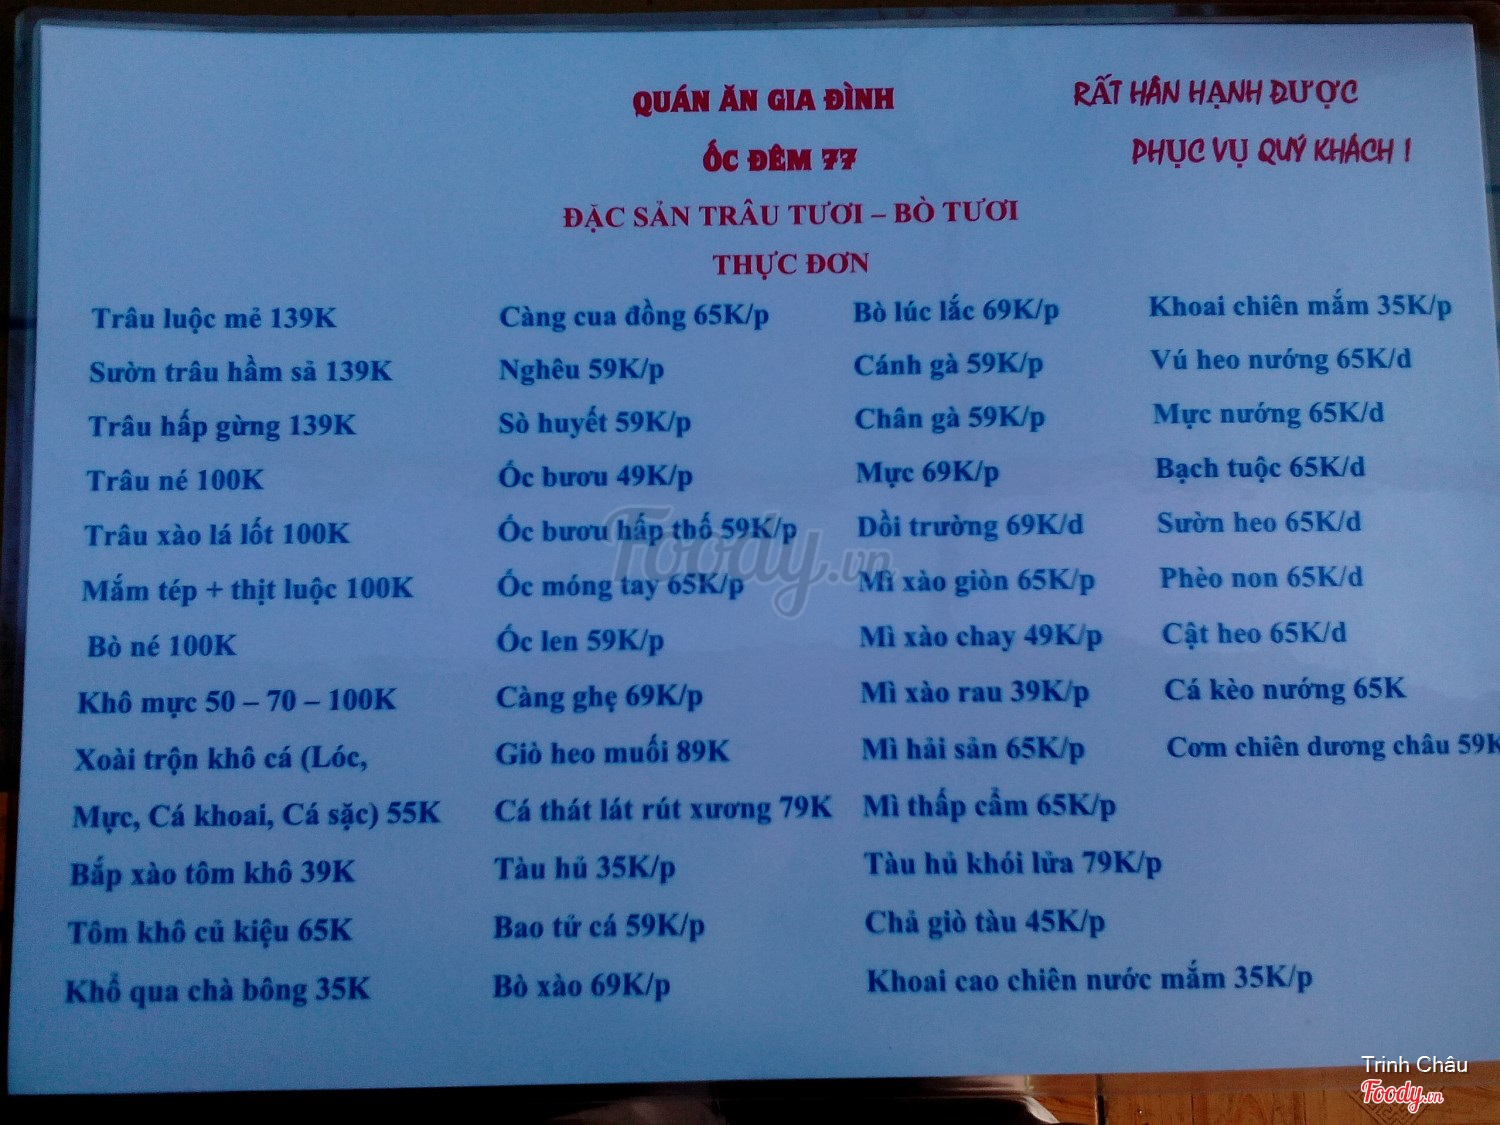 QUÁN ĂN GIA ĐÌNH
ỐC ĐÊM 77
ĐẶC SẢN TRÂU TƯƠI – BÒ TƯƠI
THỰC ĐƠN
RẤT HÂN HẠNH ĐƯỢC
PHỤC VỤ QUÝ KHÁCH !
Trâu luộc mẻ 139K
Sườn trâu hầm sả 139K
Trâu hấp gừng 139K
Trâu né 100K
Trâu xào lá lốt 100K
Mắm tép + thịt luộc 100K
Bò né 100K
Khô mực 50 – 70 – 100K
Xoài trộn khô cá (Lóc,
Mực, Cá khoai, Cá sặc) 55K
Bắp xào tôm khô 39K
Tôm khô củ kiệu 65K
Khổ qua chà bông 35K
Càng cua đồng 65K/p
Nghêu 59K/p
Sò huyết 59K/p
Ốc bươu 49K/p
Ốc bươu hấp thố 59K/p
Ốc móng tay 65K/p
Ốc len 59K/p
Càng ghẹ 69K/p
Giò heo muối 89K
Cá thát lát rút xương 79K
Tàu hủ 35K/p
Bao tử cá 59K/p
Bò xào 69K/p
Bò lúc lắc 69K/p
Cánh gà 59K/p
Chân gà 59K/p
Mực 69K/p
Dồi trường 69K/d
Mì xào giòn 65K/p
Mì xào chay 49K/p
Mì xào rau 39K/p
Mì hải sản 65K/p
Mì thấp cẩm 65K/p
Tàu hủ khói lửa 79K/p
Chả giò tàu 45K/p
Khoai cao chiên nước mắm 35K/p
Khoai chiên mắm 35K/p
Vú heo nướng 65K/d
Mực nướng 65K/d
Bạch tuộc 65K/d
Sườn heo 65K/d
Phèo non 65K/d
Cật heo 65K/d
Cá kèo nướng 65K
Cơm chiên dương châu 59K
Foody.vn
Trinh Châu
Foody.vn